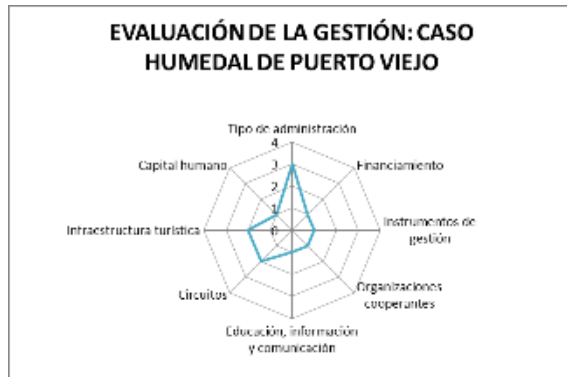 EVALUACIÓN DE LA GESTIÓN: CASO
HUMEDAL DE PUERTO VIEJO
Tipo de administración
4
3
2
1
0
Financiamiento
Instrumentos de
gestión
Organizaciones
cooperantes
Educación, información
y comunicación
Circuitos
Infraestructura turística
Capital humano